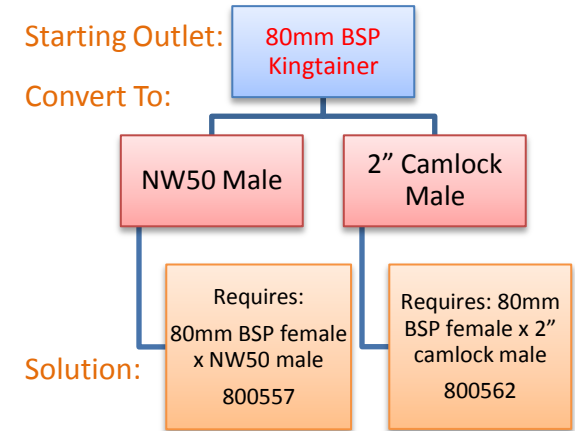 Starting Outlet:
80mm BSP
Kingtainer
Convert To:
NW50 Male
2” Camlock
Male
Requires:
80mm BSP female
x NW50 male
800557
Requires: 80mm
BSP female x 2”
camlock male
800562
Solution: